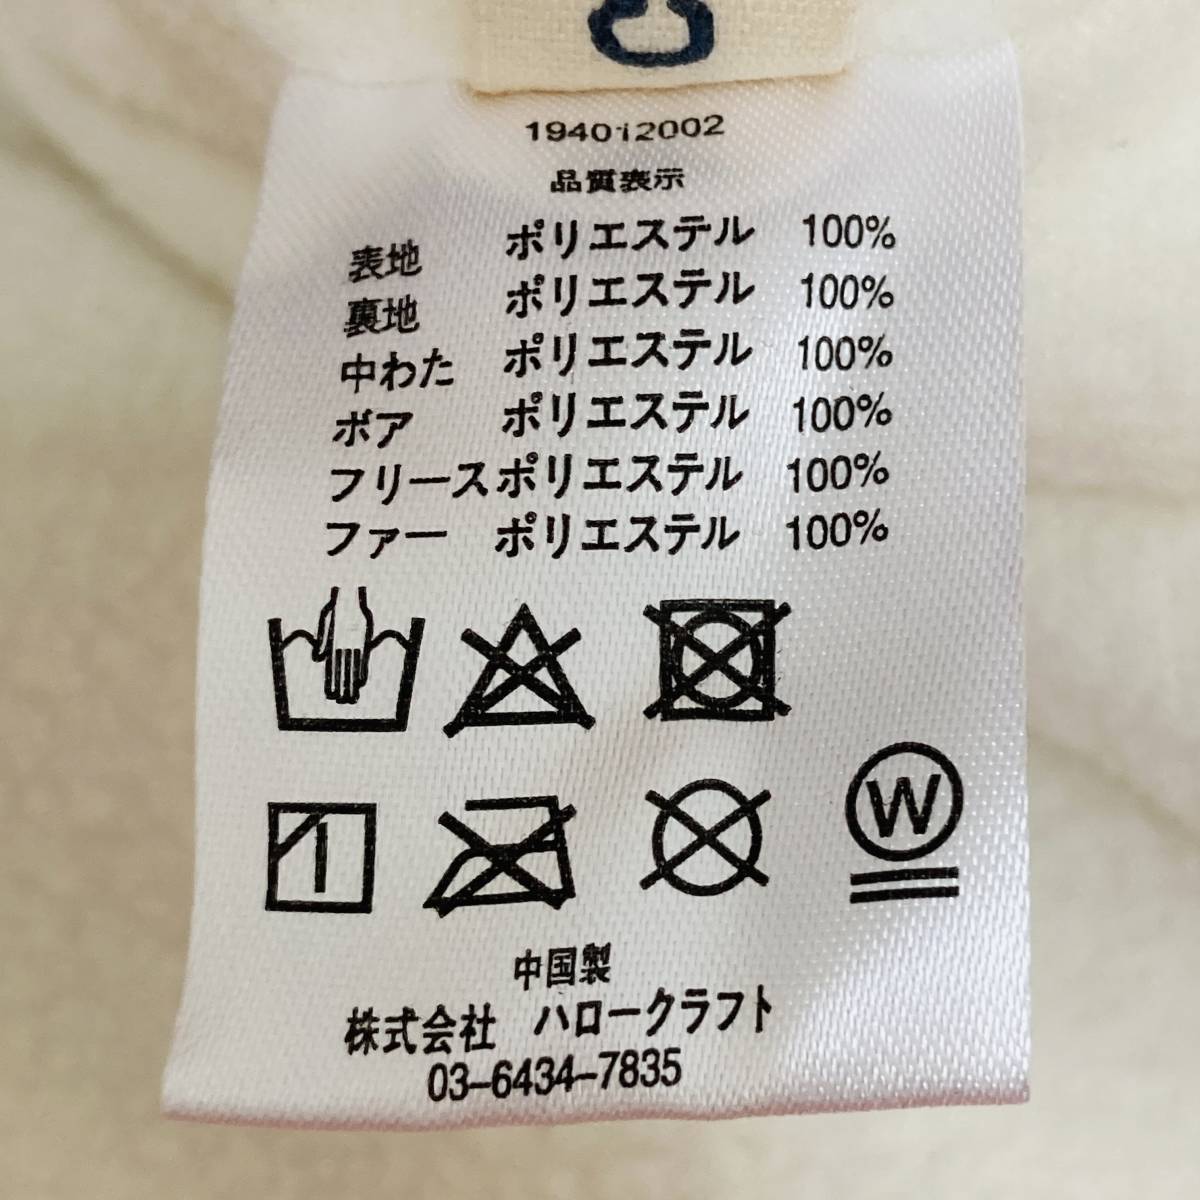 194012002
品質表示
表地 ポリエステル 100%
裏地 ポリエステル 100%
中わた ポリエステル 100%
ボア ポリエステル 100%
フリース ポリエステル 100%
ファー ポリエステル 100%
W
中国製
株式会社 ハロークラフト
03-6434-7835